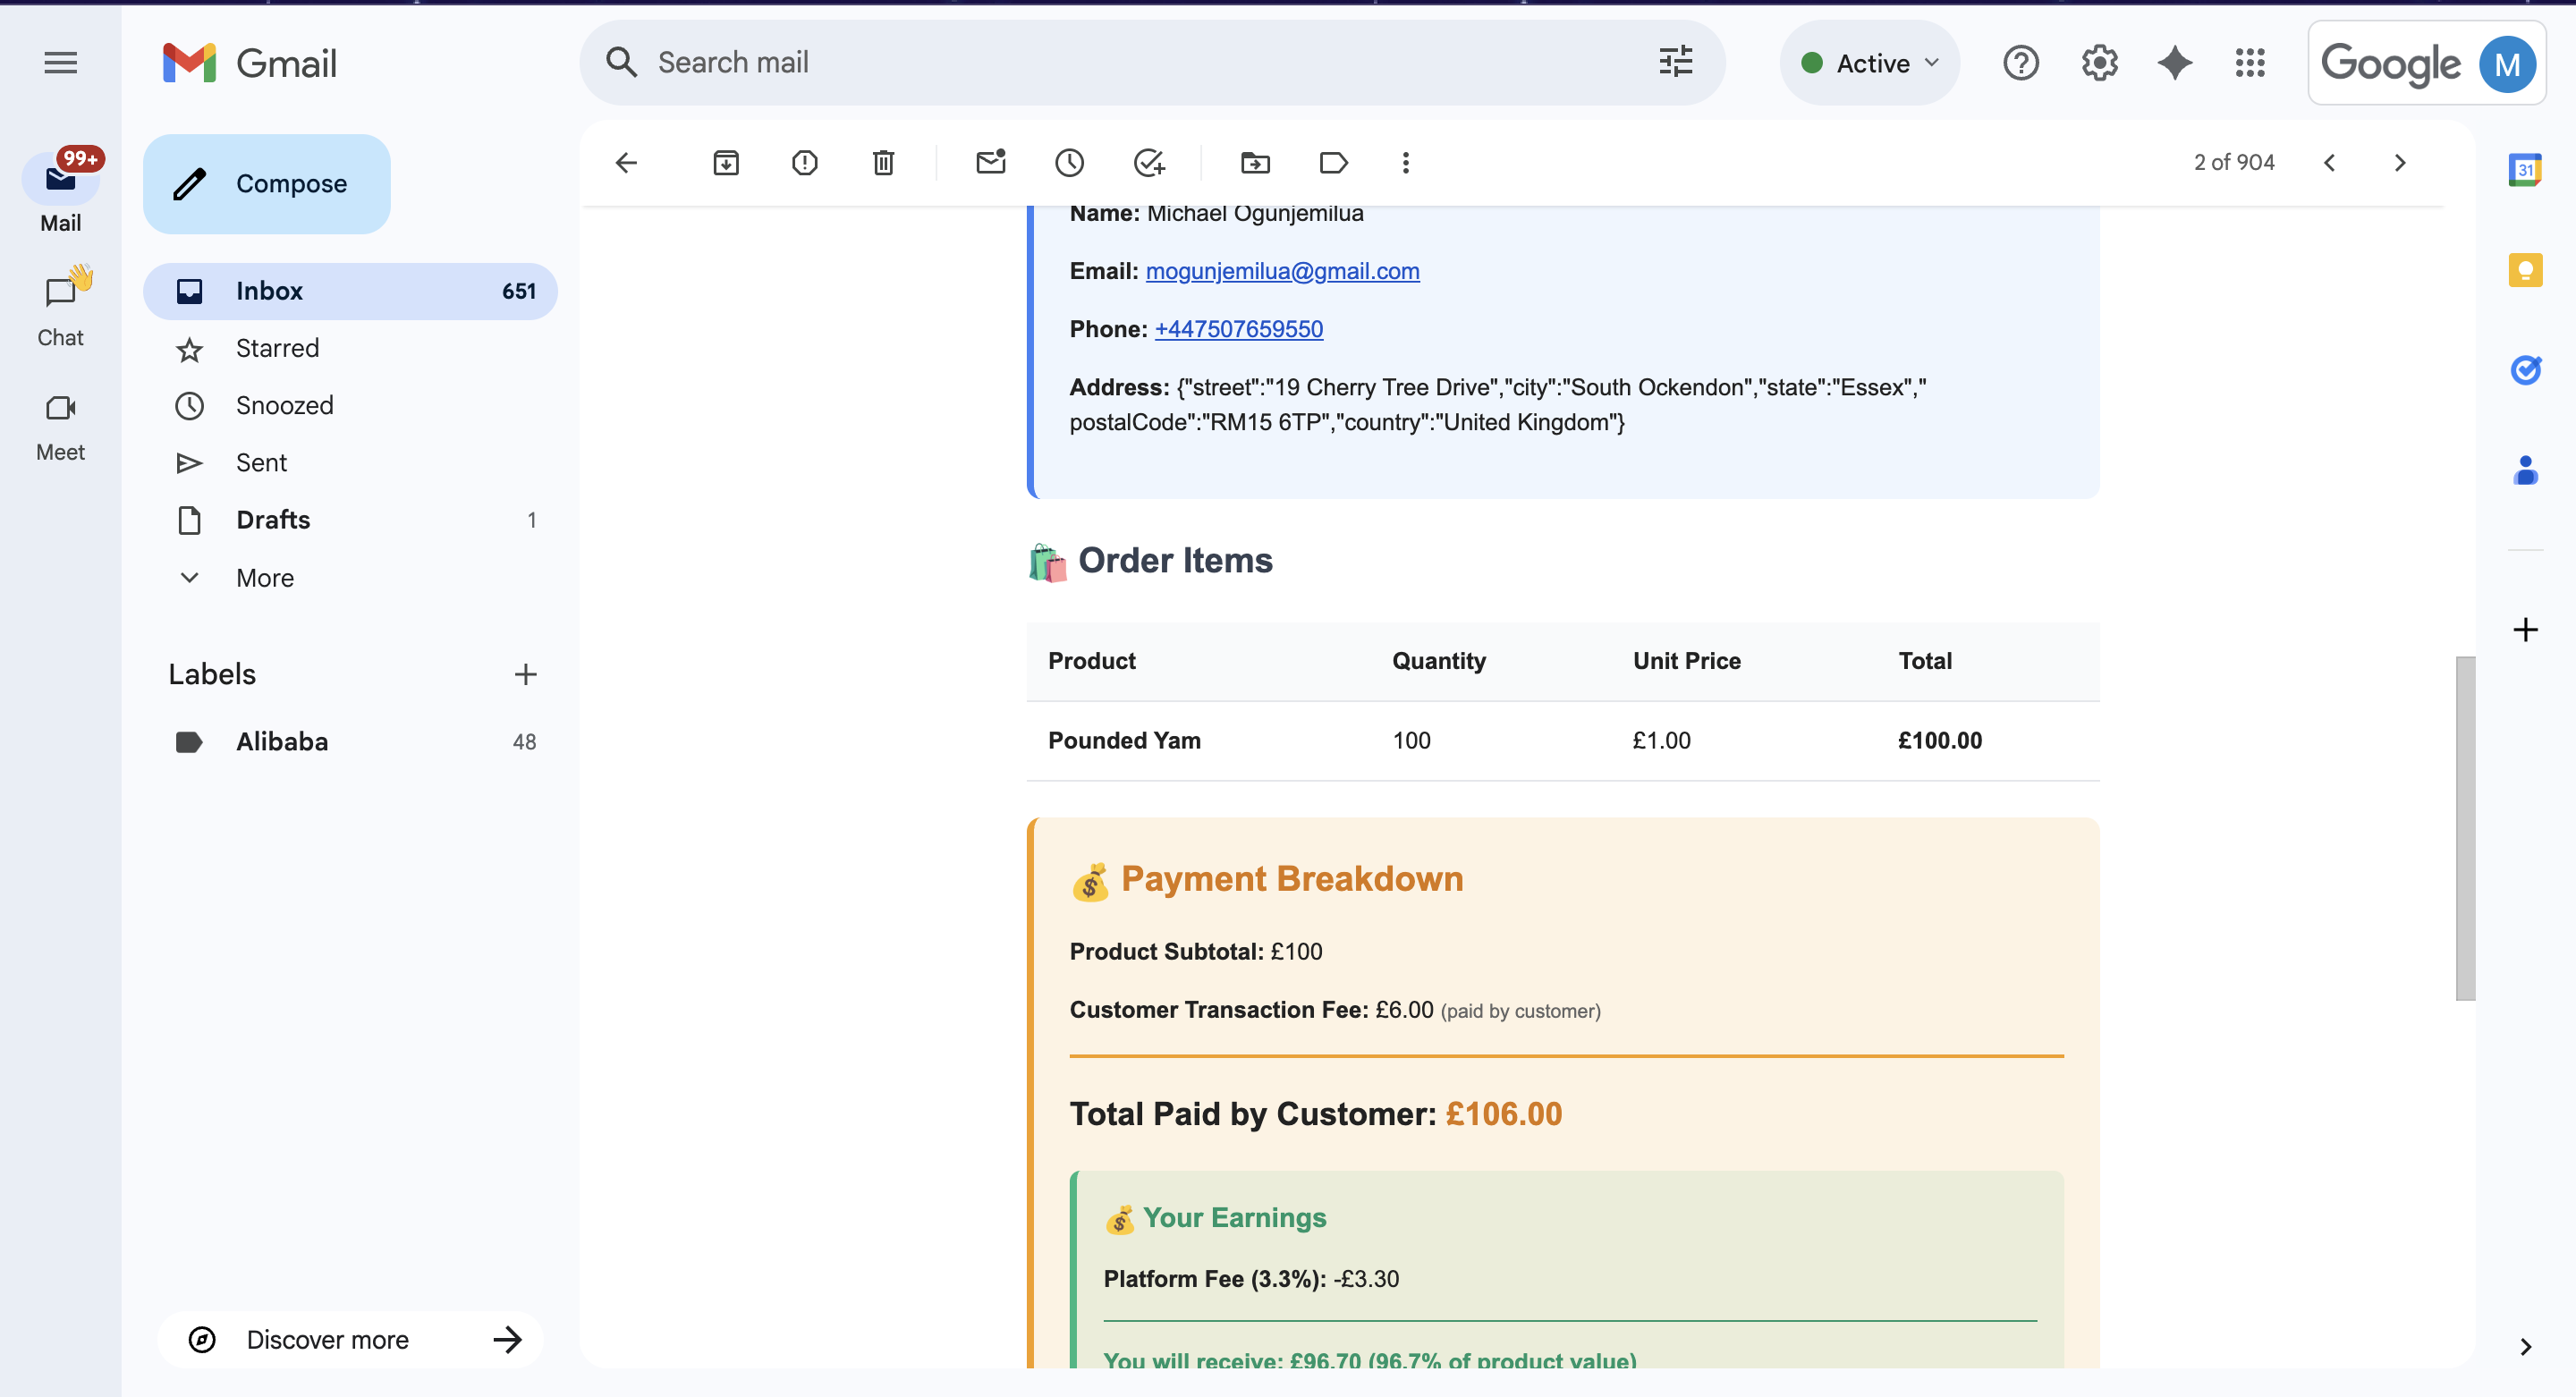 Gmail
Search mail
Active
Google
M
99+
Mail
Chat
Meet
Compose
Inbox 651
Starred
Snoozed
Sent
Drafts 1
More
Labels
Alibaba 48
Discover more
2 of 904
31
Name: Michael Ogunjemilua
Email: mogunjemilua@gmail.com
Phone: +447507659550
Address: {"street":"19 Cherry Tree Drive","city":"South Ockendon","state":"Essex","
postalCode":"RM15 6TP","country":"United Kingdom"}
Order Items
Product Quantity Unit Price Total
Pounded Yam 100 £1.00 £100.00
Payment Breakdown
Product Subtotal: £100
Customer Transaction Fee: £6.00 (paid by customer)
Total Paid by Customer: £106.00
Your Earnings
Platform Fee (3.3%): -£3.30
You will receive: £96.70 (96.7% of product value)